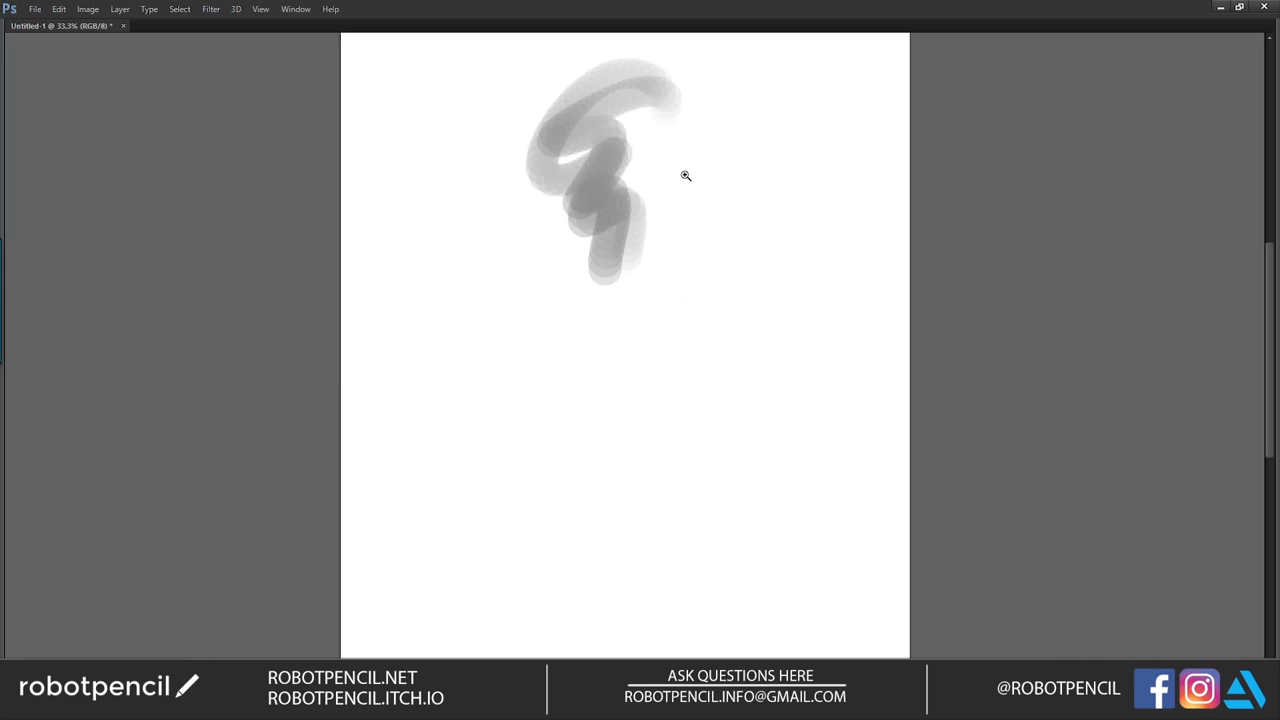 Ps File Edit Image Layer Type Select Filter 3D View Window Help
Untitled-1 @ 33.3% (RGB/8) * ×
robotpencil
ROBOTPENCIL.NET
ROBOTPENCIL.ITCH.IO
ASK QUESTIONS HERE
ROBOTPENCIL.INFO@GMAIL.COM
@ROBOTPENCIL